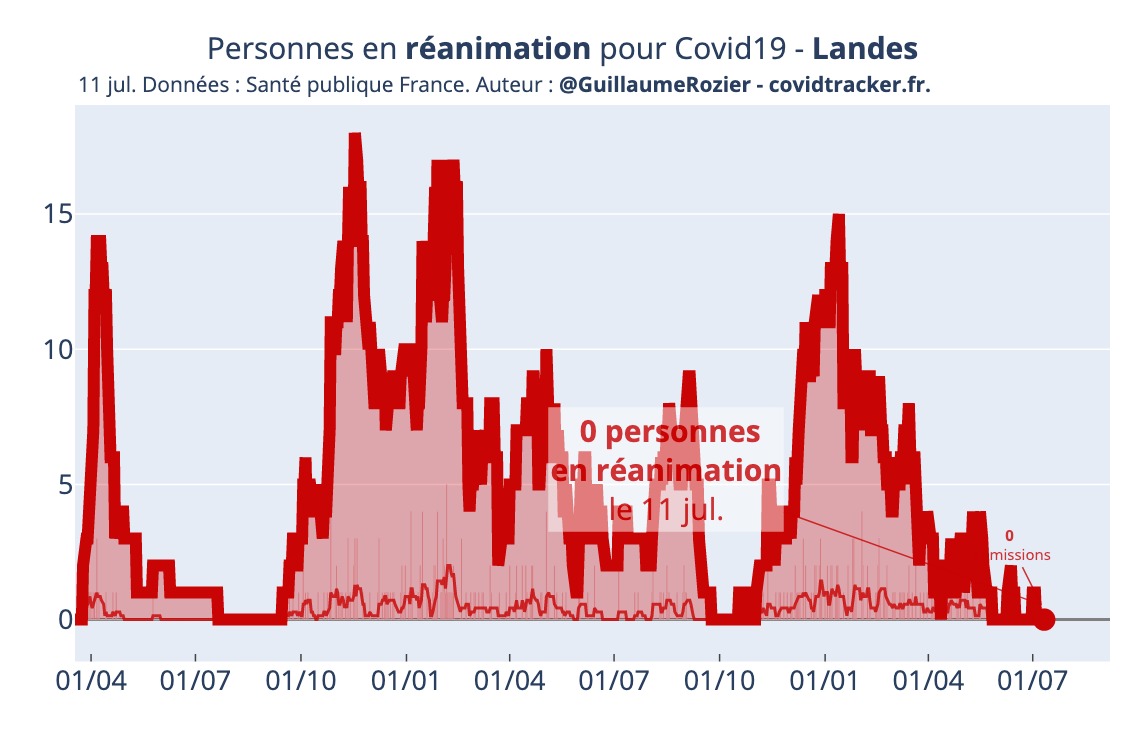 Personnes en réanimation pour Covid19 - Landes
11 jul. Données : Santé publique France. Auteur : @GuillaumeRozier - covidtracker.fr.
15
10
5
0
0 personnes
en réanimation
le 11 jul.
0
missions
01/04
01/07
01/10
01/01
01/04
01/07
01/10
01/01
01/04
01/07